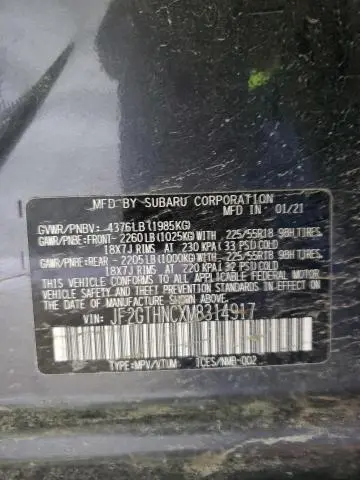 MFD BY SUBARU CORPORATION
MFD IN 01/21
GVWR/PNBV: 4376LB(1985KG)
GAWR/PNBE-FRONT- 2260LB(1025KG)WITH 225/55R18 98H TIRES
18X7J RIMS AT 230 KPA(33 PSI)COLD
GAWR/PNBE-REAR - 2205LB(1000KG)WITH 225/55R18 98H TIRES
18X7J RIMS AT 220 KPA(32 PSI)COLD
THIS VEHICLE CONFORMS TO ALL APPLICABLE FEDERAL MOTOR
VEHICLE SAFETY, BUMPER, AND THEFT PREVENTION
STANDARDS IN EFFECT ON
THE DATE OF MANUFACTURE SHOWN ABOVE.
VIN: JF2GTHNCXMB314917
TYPE:MPV/VTUM ICES/NMB-002